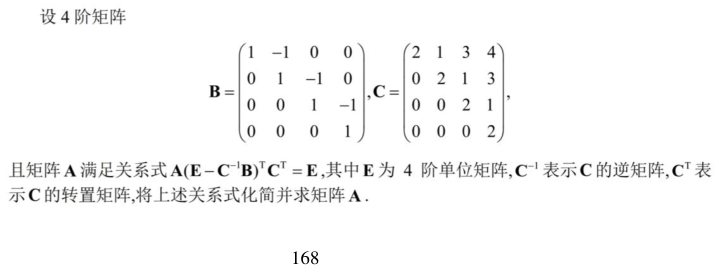 设 4 阶矩阵
B = (1 -1 0 0; 0 1 -1 0; 0 0 1 -1; 0 0 0 1), C = (2 1 3 4; 0 2 1 3; 0 0 2 1; 0 0 0 2),
且矩阵 A 满足关系式 A(E－C⁻¹B)ᵀCᵀ = E ,其中 E 为 4 阶单位矩阵,C⁻¹ 表示 C 的逆矩阵,Cᵀ 表
示 C 的转置矩阵,将上述关系式化简并求矩阵 A .
168